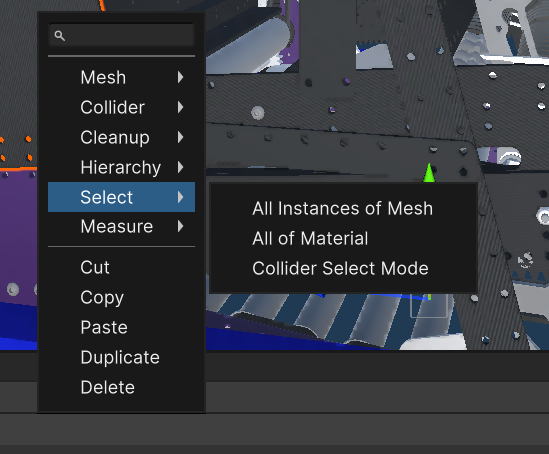 Mesh
Collider
Cleanup
Hierarchy
Select
Measure
All Instances of Mesh
All of Material
Collider Select Mode
Cut
Copy
Paste
Duplicate
Delete